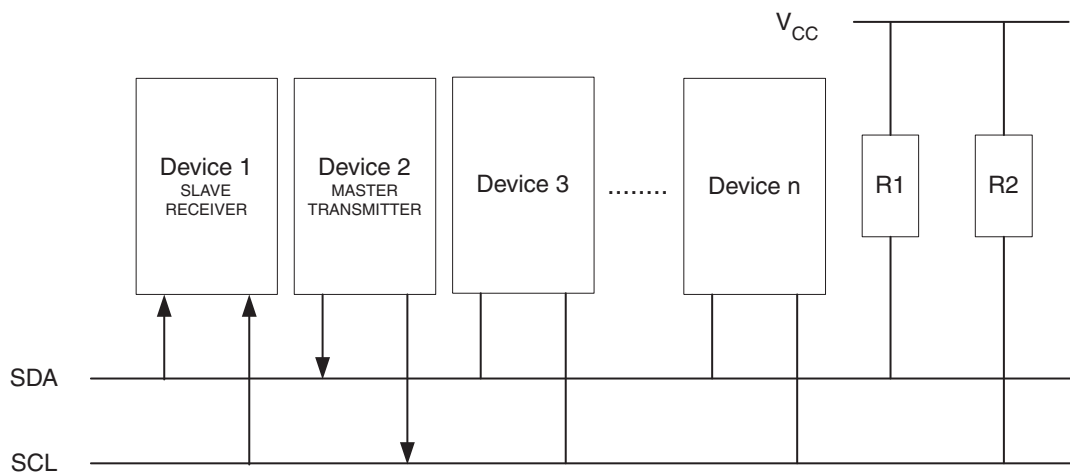 VCC
Device 1
SLAVE
RECEIVER
Device 2
MASTER
TRANSMITTER
Device 3
........
Device n
R1
R2
SDA
SCL